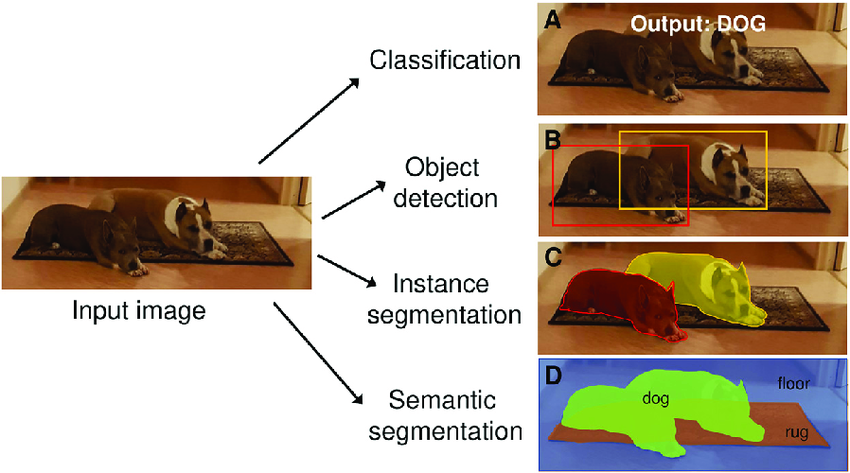 A
Output: DOG
Classification
B
Object
detection
Input image
C
Instance
segmentation
D
Semantic
segmentation
dog
floor
rug